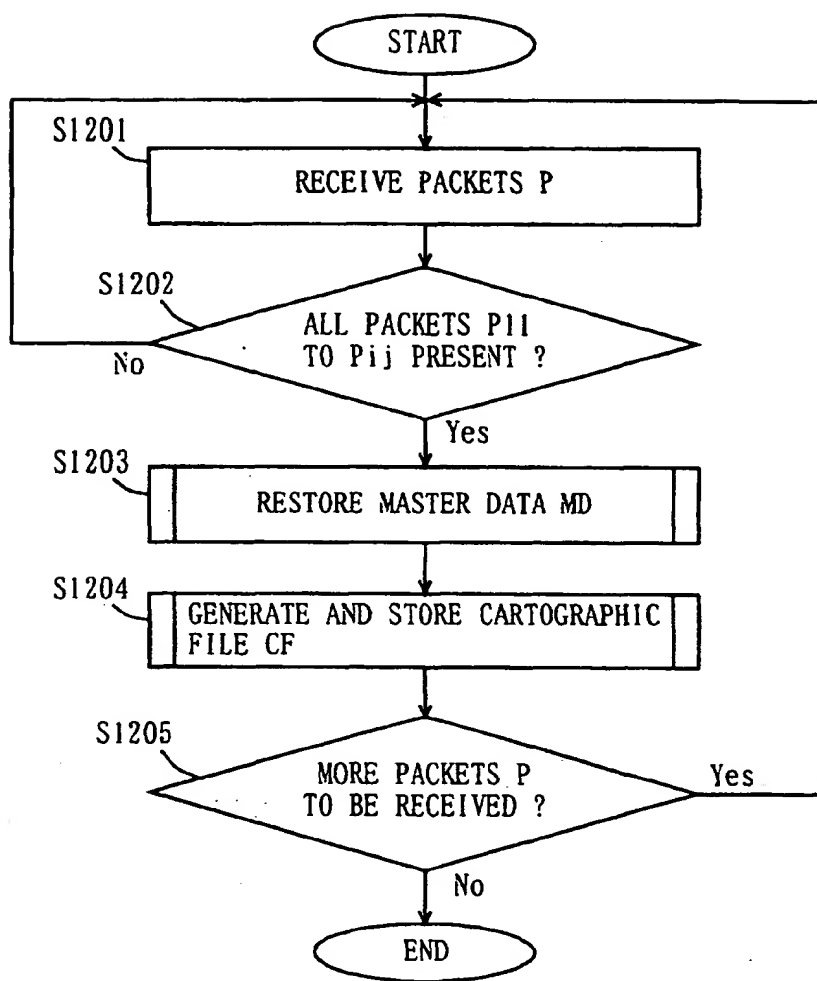 START
S1201
RECEIVE PACKETS P
S1202
ALL PACKETS P11
TO Pij PRESENT ?
No
Yes
S1203
RESTORE MASTER DATA MD
S1204
GENERATE AND STORE CARTOGRAPHIC
FILE CF
S1205
MORE PACKETS P
TO BE RECEIVED ?
Yes
No
END